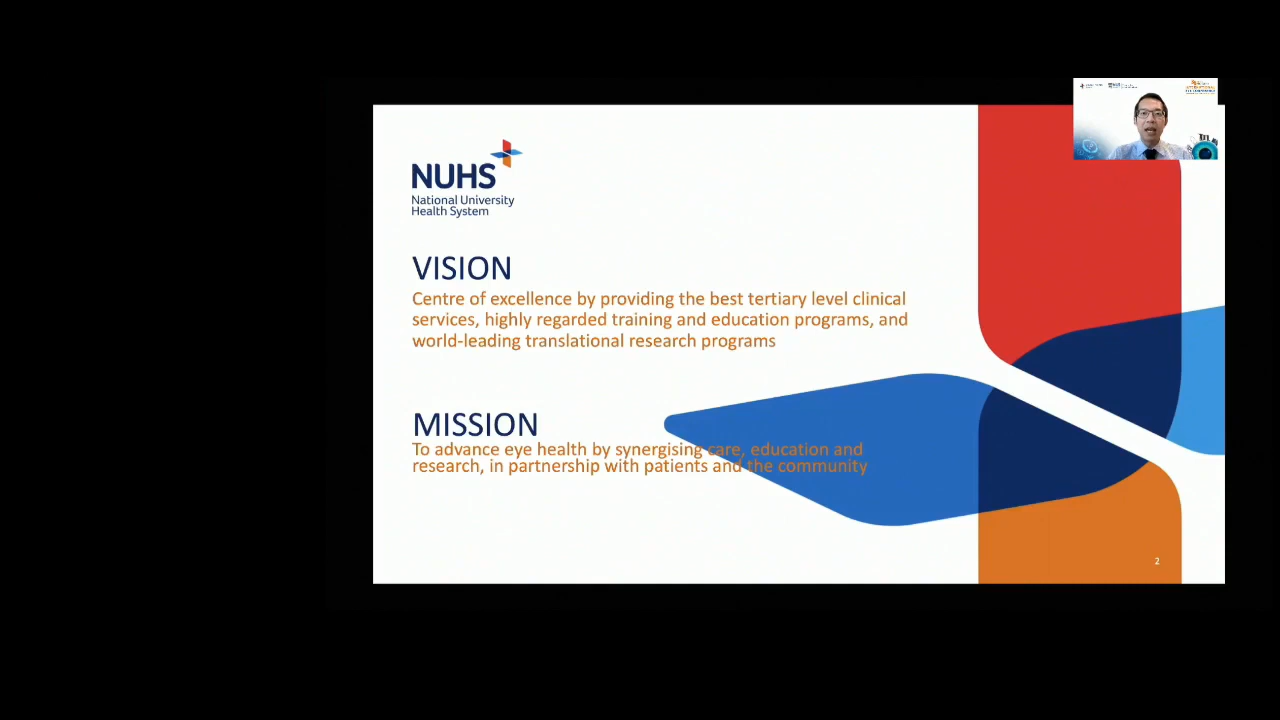 NUHS
National University
Health System
VISION
Centre of excellence by providing the best tertiary level clinical
services, highly regarded training and education programs, and
world-leading translational research programs
MISSION
To advance eye health by synergising care, education and
research, in partnership with patients and the community
2